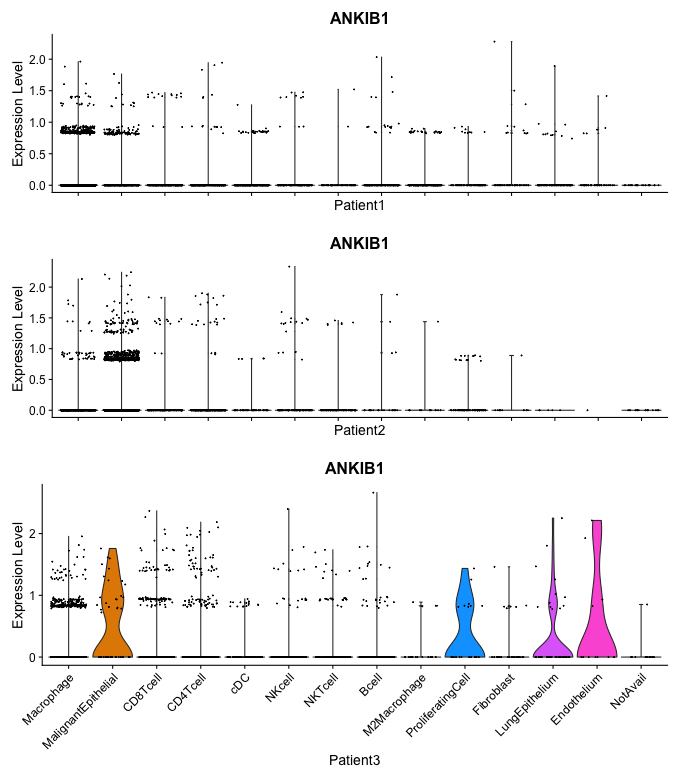 ANKIB1
Expression Level
2.0
1.5
1.0
0.5
0.0
Patient1
ANKIB1
Expression Level
2.0
1.5
1.0
0.5
0.0
Patient2
ANKIB1
Expression Level
2
1
0
Macrophage
MalignantEpithelial
CD8Tcell
CD4Tcell
cDC
NKcell
NKTcell
Bcell
M2Macrophage
ProliferatingCell
Fibroblast
LungEpithelium
Endothelium
NotAvail
Patient3